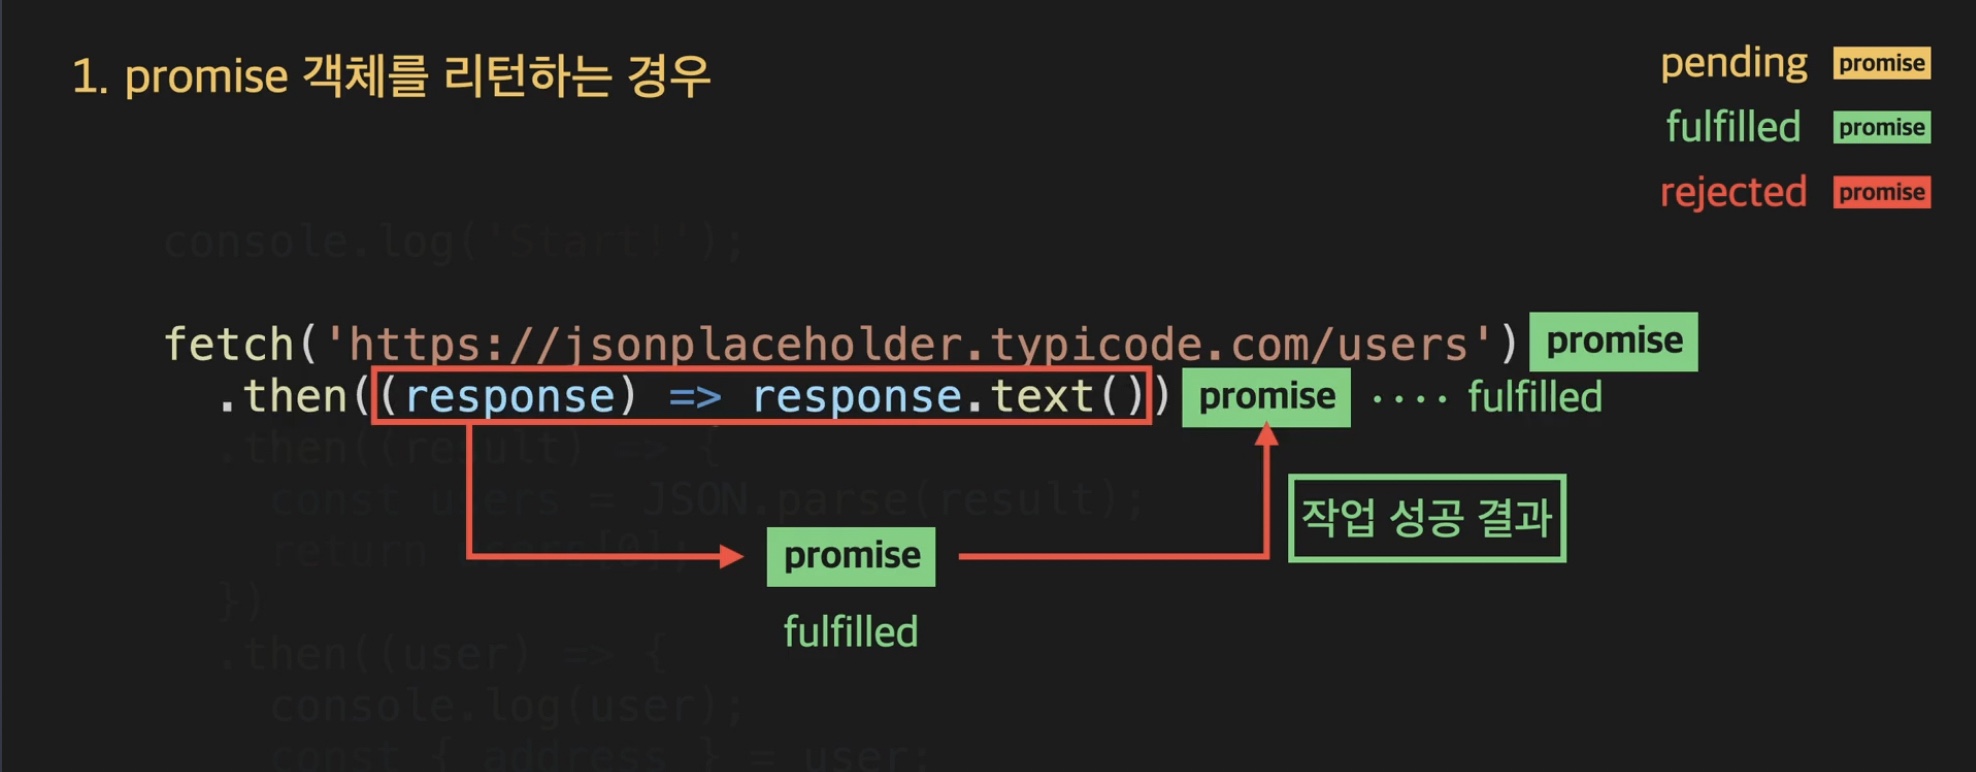 1. promise 객체를 리턴하는 경우
pending promise
fulfilled promise
rejected promise
console.log('Start!');
fetch('https://jsonplaceholder.typicode.com/users') promise
.then((response) => response.text()) promise ···· fulfilled
.then((result) => {
const users = JSON.parse(result);
return users[0];
})
작업 성공 결과
promise
fulfilled
.then((user) => {
console.log(user);
const { address } = user;